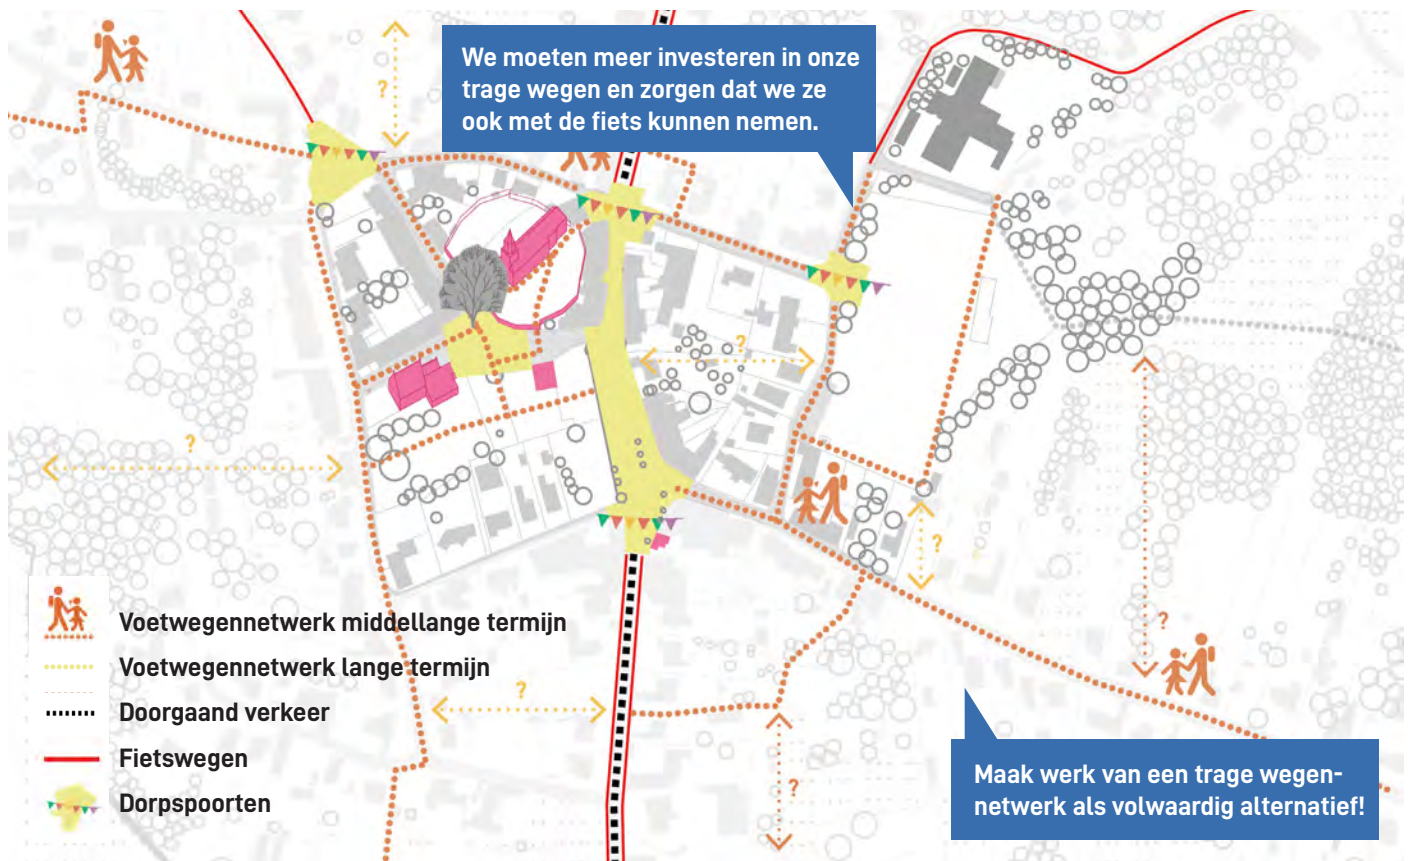 ?
We moeten meer investeren in onze
trage wegen en zorgen dat we ze
ook met de fiets kunnen nemen.
?
?
?
?
?
?
Voetwegennetwerk middellange termijn
Voetwegennetwerk lange termijn
Doorgaand verkeer
Fietswegen
Dorpspoorten
Maak werk van een trage wegen-
netwerk als volwaardig alternatief!